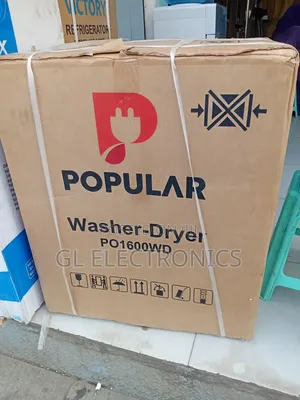 VICTORY
REFRIGERATOR
POPULAR
Washer-Dryer
PO1600WD
GL ELECTRONICS